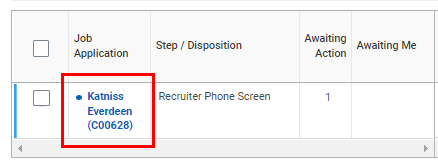 Job
Application
Step / Disposition
Awaiting
Action
Awaiting Me
Katniss
Everdeen
(C00628)
Recruiter Phone Screen
1